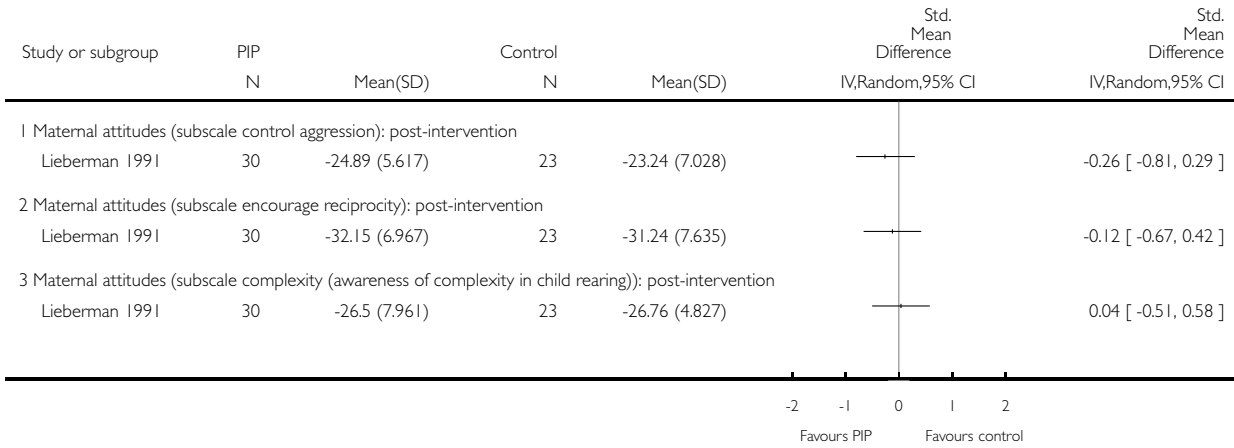 Study or subgroup PIP Control Std. Mean Difference Std. Mean Difference
N Mean(SD) N Mean(SD) IV,Random,95% CI IV,Random,95% CI
1 Maternal attitudes (subscale control aggression): post-intervention
Lieberman 1991 30 -24.89 (5.617) 23 -23.24 (7.028) -0.26 [ -0.81, 0.29 ]
2 Maternal attitudes (subscale encourage reciprocity): post-intervention
Lieberman 1991 30 -32.15 (6.967) 23 -31.24 (7.635) -0.12 [ -0.67, 0.42 ]
3 Maternal attitudes (subscale complexity (awareness of complexity in child rearing)): post-intervention
Lieberman 1991 30 -26.5 (7.961) 23 -26.76 (4.827) 0.04 [ -0.51, 0.58 ]
-2 -1 0 1 2
Favours PIP Favours control